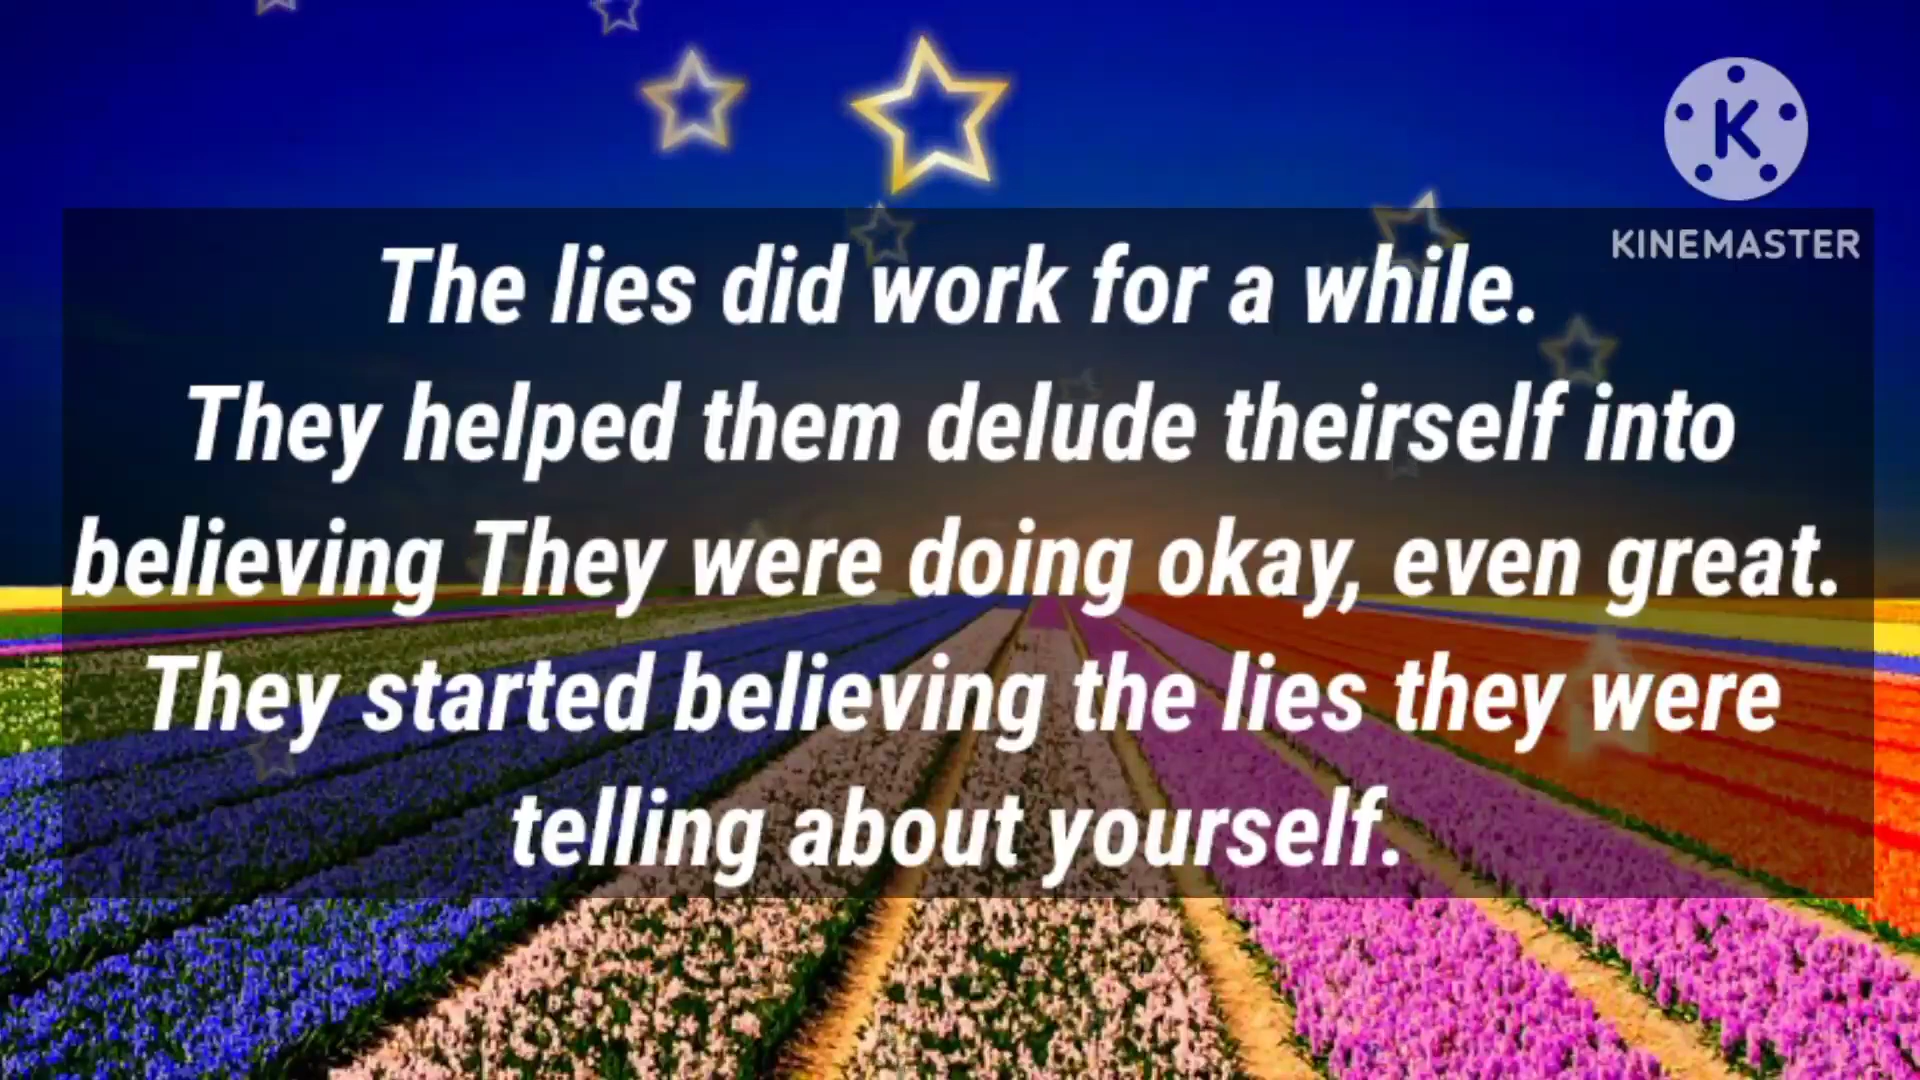 K
KINEMASTER
The lies did work for a while.
They helped them delude theirself into
believing They were doing okay, even great.
They started believing the lies they were
telling about yourself.